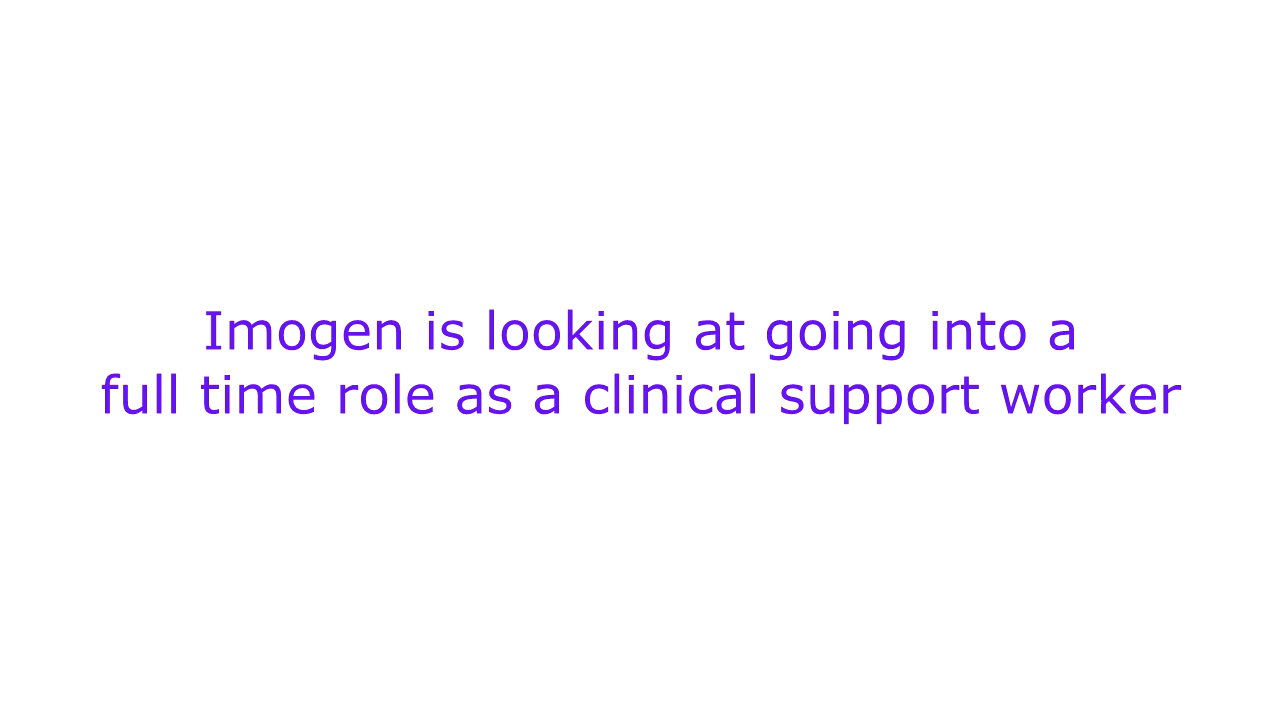 Imogen is looking at going into a
full time role as a clinical support worker